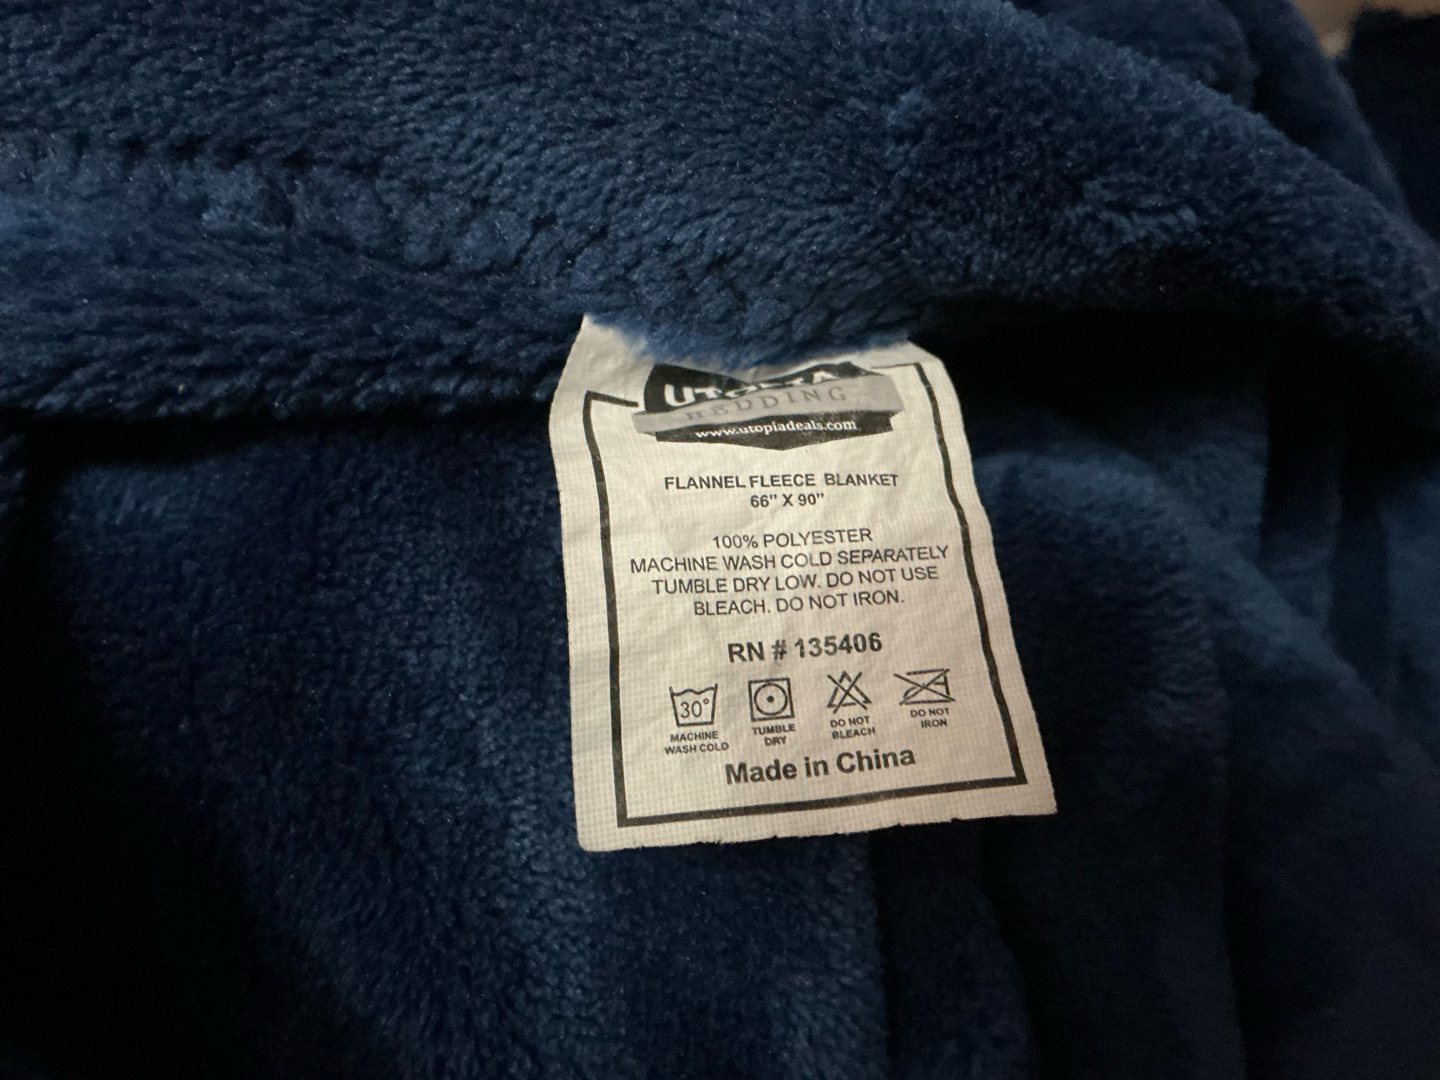 UTOPIA
BEDDING
www.utopiadeals.com
FLANNEL FLEECE BLANKET
66" X 90"
100% POLYESTER
MACHINE WASH COLD SEPARATELY
TUMBLE DRY LOW. DO NOT USE
BLEACH. DO NOT IRON.
RN # 135406
30°
MACHINE
WASH COLD
TUMBLE
DRY
DO NOT
BLEACH
DO NOT
IRON
Made in China